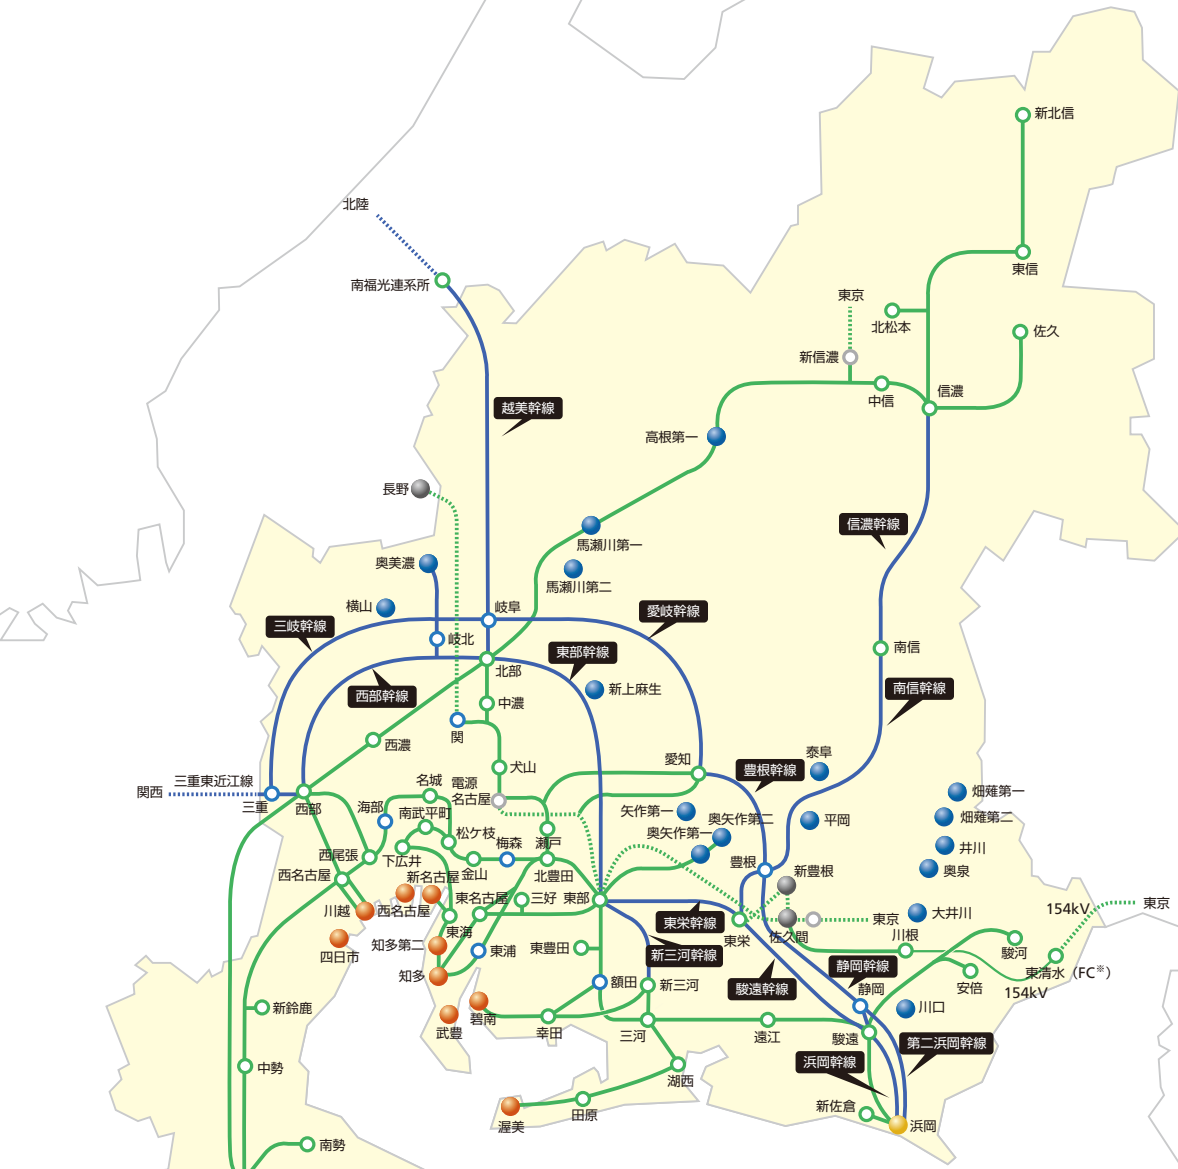 新北信
北陸
東信
南福光連系所
東京
北松本
佐久
新信濃
中信
信濃
越美幹線
高根第一
長野
信濃幹線
馬瀬川第一
奥美濃
馬瀬川第二
横山
岐阜
愛岐幹線
三岐幹線
岐北
東部幹線
南信
北部
新上麻生
南信幹線
西部幹線
中濃
関
西濃
泰阜
愛知
犬山
豊根幹線
三重東近江線
関西
名城
電源
名古屋
畑薙第一
三重
西部
海部
南武平町
矢作第一
奥矢作第二
平岡
畑薙第二
松ケ枝
奥矢作第一
梅森
瀬戸
井川
西尾張
下広井
豊根
新豊根
奥泉
西名古屋
新名古屋
金山
北豊田
川越
西名古屋
東名古屋
三好
東部
154kV
東京
東栄幹線
東京
大井川
東海
東栄
佐久間
川根
知多第二
四日市
東浦
東豊田
新三河幹線
静岡幹線
駿河
知多
額田
新三河
駿遠幹線
静岡
安倍
東清水（FC※）
154kV
新鈴鹿
武豊
碧南
幸田
三河
遠江
駿遠
川口
第二浜岡幹線
浜岡幹線
中勢
湖西
新佐倉
渥美
田原
浜岡
南勢